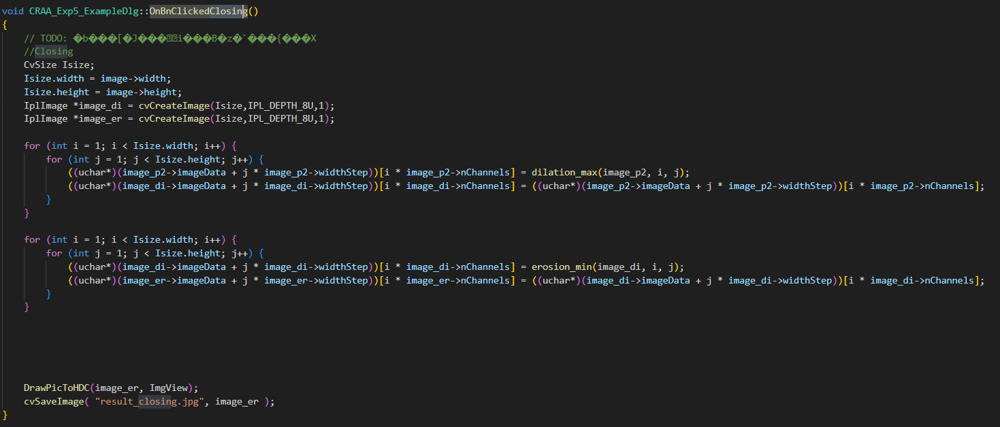 void CRAA_Exp5_ExampleDlg::OnBnClickedClosing()
{
// TODO: �b���[�J���i���B�z�`���{���X
//Closing
CvSize Isize;
Isize.width = image->width;
Isize.height = image->height;
IplImage *image_di = cvCreateImage(Isize,IPL_DEPTH_8U,1);
IplImage *image_er = cvCreateImage(Isize,IPL_DEPTH_8U,1);
for (int i = 1; i < Isize.width; i++) {
for (int j = 1; j < Isize.height; j++) {
((uchar*)(image_p2->imageData + j * image_p2->widthStep))[i * image_p2->nChannels] = dilation_max(image_p2, i, j);
((uchar*)(image_di->imageData + j * image_di->widthStep))[i * image_di->nChannels] = ((uchar*)(image_p2->imageData + j * image_p2->widthStep))[i * image_p2->nChannels];
}
}
for (int i = 1; i < Isize.width; i++) {
for (int j = 1; j < Isize.height; j++) {
((uchar*)(image_di->imageData + j * image_di->widthStep))[i * image_di->nChannels] = erosion_min(image_di, i, j);
((uchar*)(image_er->imageData + j * image_er->widthStep))[i * image_er->nChannels] = ((uchar*)(image_di->imageData + j * image_di->widthStep))[i * image_di->nChannels];
}
}
DrawPicToHDC(image_er, ImgView);
cvSaveImage( "result_closing.jpg", image_er );
}